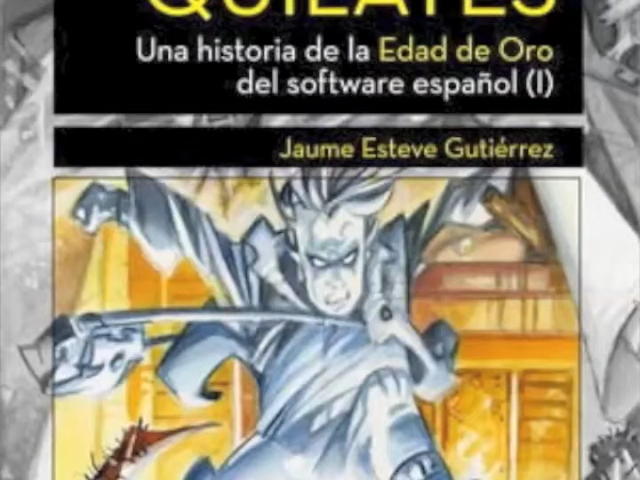 QUILATES
Una historia de la Edad de Oro
del software español (I)
Jaume Esteve Gutiérrez